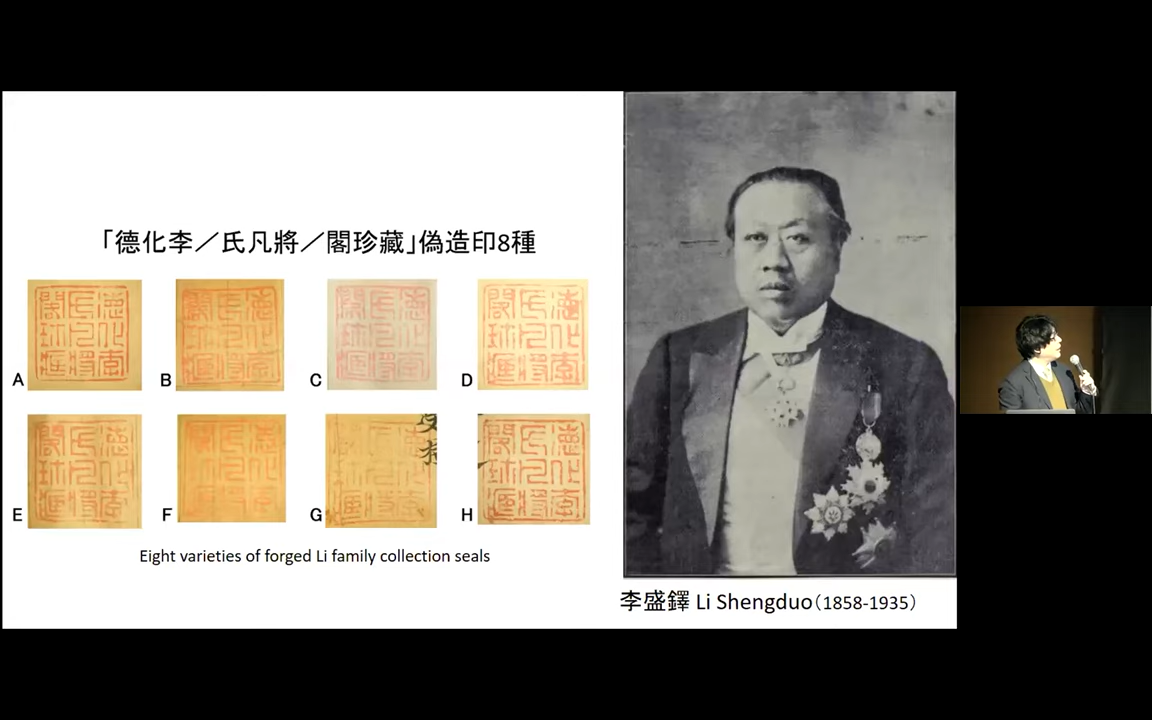 「德化李／氏凡將／閣珍藏」偽造印8種
A
B
C
D
E
F
G
H
Eight varieties of forged Li family collection seals
李盛鐸 Li Shengduo（1858-1935）